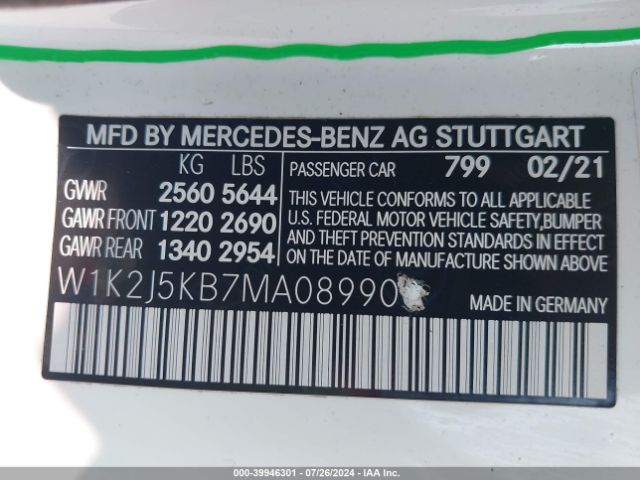 MFD BY MERCEDES-BENZ AG STUTTGART
KG LBS
GVWR 2560 5644
GAWR FRONT 1220 2690
GAWR REAR 1340 2954
PASSENGER CAR 799 02/21
THIS VEHICLE CONFORMS TO ALL APPLICABLE
U.S. FEDERAL MOTOR VEHICLE SAFETY, BUMPER
AND THEFT PREVENTION STANDARDS IN EFFECT
ON THE DATE OF MANUFACTURE SHOWN ABOVE
W1K2J5KB7MA08990
MADE IN GERMANY
000-39946301 - 07/26/2024 - IAAI.COM